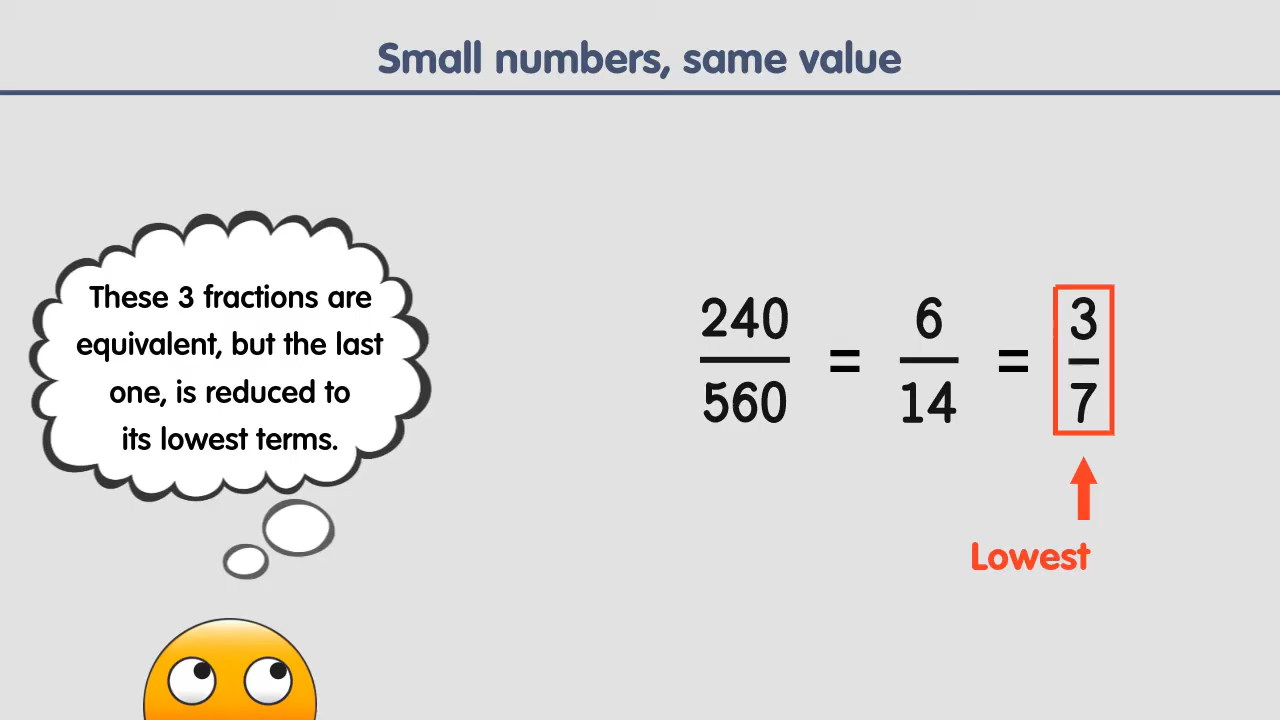 Small numbers, same value
These 3 fractions are
equivalent, but the last
one, is reduced to
its lowest terms.
240/560 = 6/14 = 3/7
Lowest